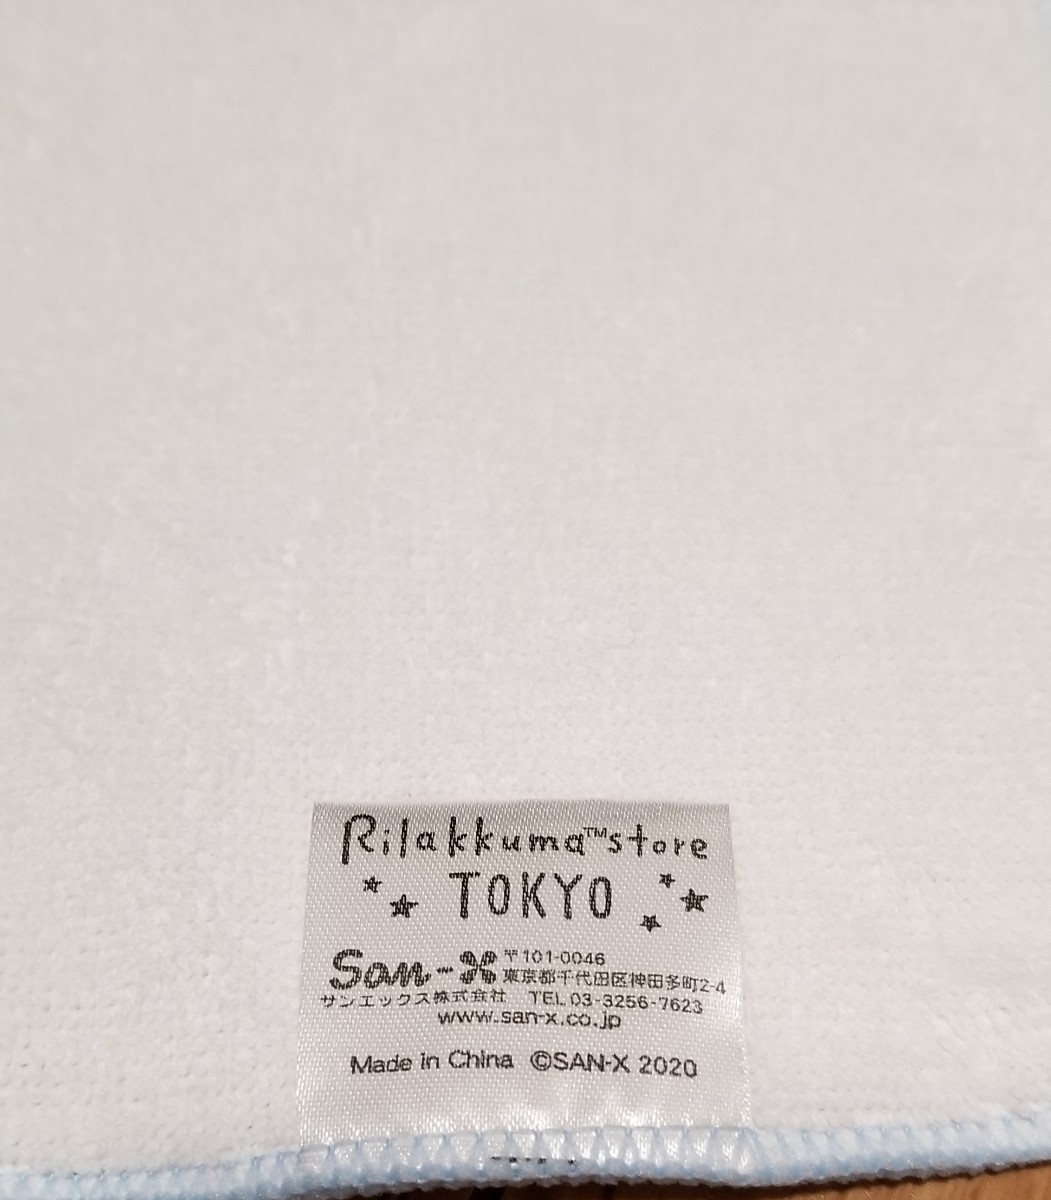 Rilakkuma™store
TOKYO
San-X 〒101-0046
東京都千代田区神田多町2-4
サンエックス株式会社 TEL 03-3256-7623
www.san-x.co.jp
Made in China ©SAN-X 2020